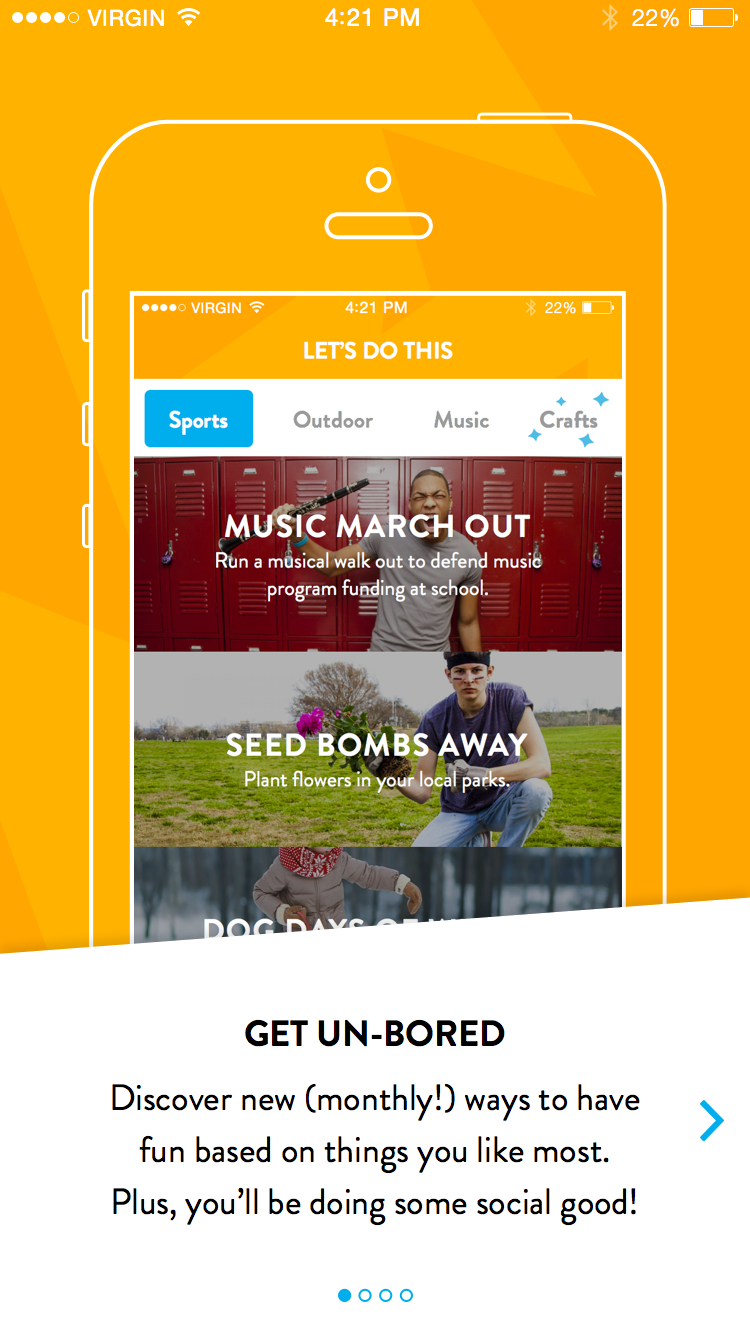 VIRGIN 4:21 PM 22%
VIRGIN 4:21 PM 22%
LET'S DO THIS
Sports Outdoor Music Crafts
MUSIC MARCH OUT
Run a musical walk out to defend music
program funding at school.
SEED BOMBS AWAY
Plant flowers in your local parks.
DOG DAYS OF
GET UN-BORED
Discover new (monthly!) ways to have
fun based on things you like most.
Plus, you'll be doing some social good!